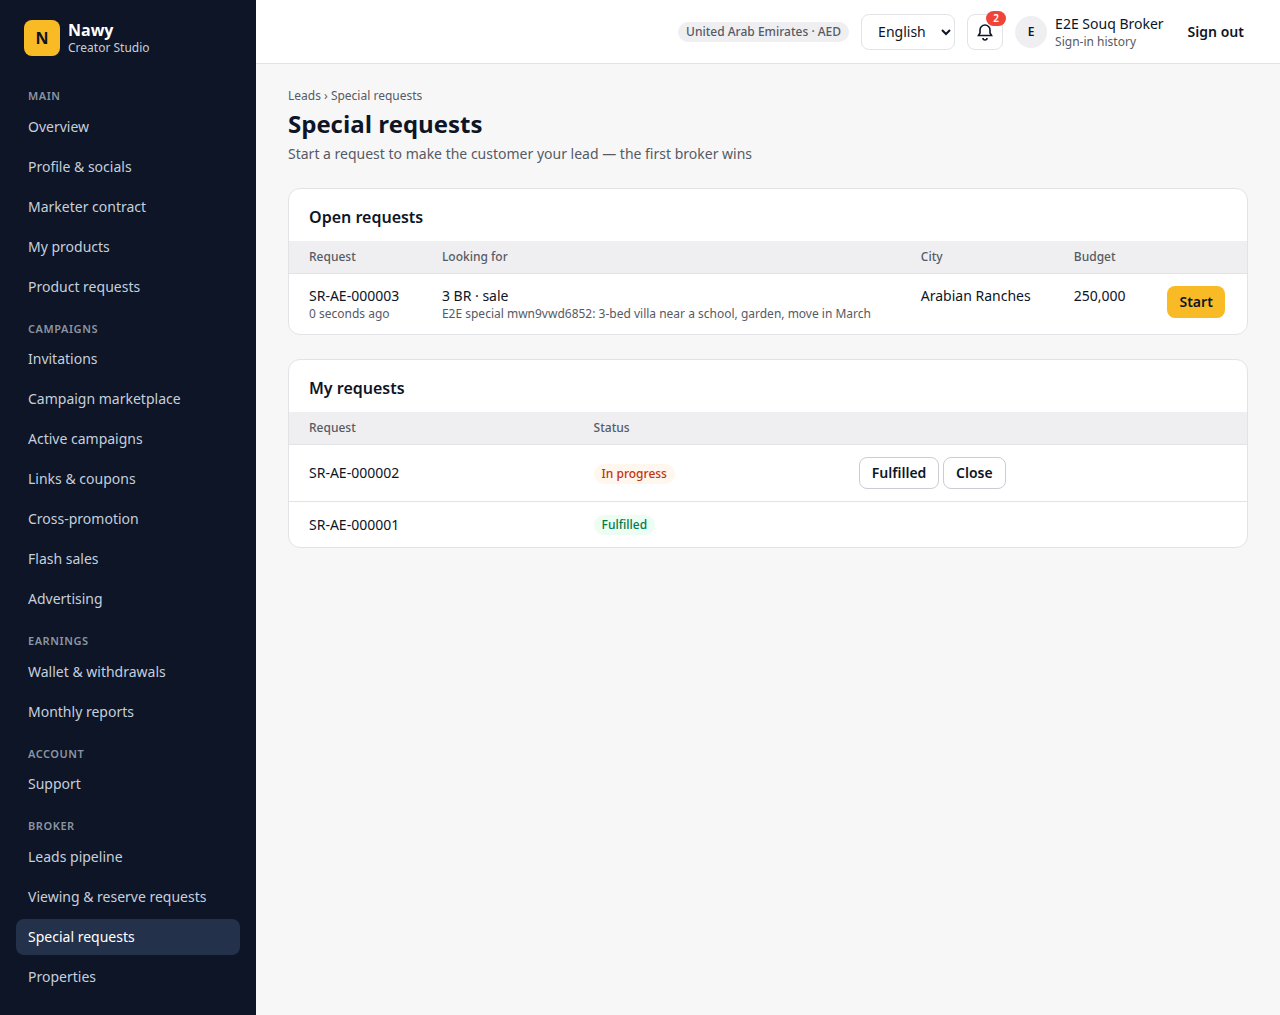 N
Nawy
Creator Studio
MAIN
Overview
Profile & socials
Marketer contract
My products
Product requests
CAMPAIGNS
Invitations
Campaign marketplace
Active campaigns
Links & coupons
Cross-promotion
Flash sales
Advertising
EARNINGS
Wallet & withdrawals
Monthly reports
ACCOUNT
Support
BROKER
Leads pipeline
Viewing & reserve requests
Special requests
Properties
United Arab Emirates · AED
English
2
E
E2E Souq Broker
Sign-in history
Sign out
Leads › Special requests
Special requests
Start a request to make the customer your lead — the first broker wins
Open requests
Request Looking for City Budget
SR-AE-000003 3 BR · sale Arabian Ranches 250,000 Start
0 seconds ago E2E special mwn9vwd6852: 3-bed villa near a school, garden, move in March
My requests
Request Status
SR-AE-000002 In progress Fulfilled Close
SR-AE-000001 Fulfilled